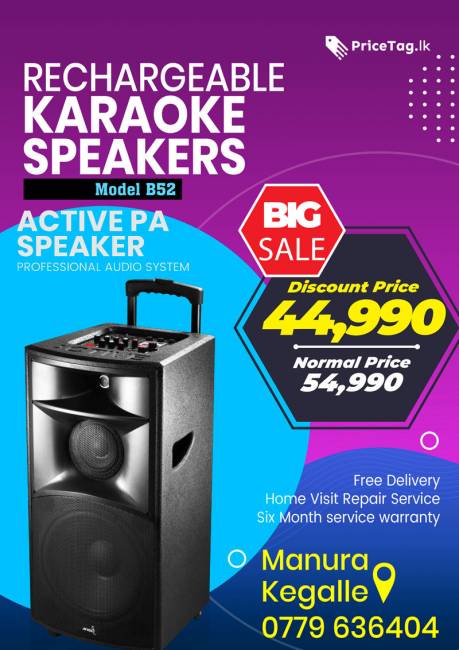 PriceTag.lk
RECHARGEABLE
KARAOKE
SPEAKERS
Model B52
ACTIVE PA
SPEAKER
PROFESSIONAL AUDIO SYSTEM
BIG
SALE
Discount Price
44,990
Normal Price
54,990
Free Delivery
Home Visit Repair Service
Six Month service warranty
Manura
Kegalle
0779 636404